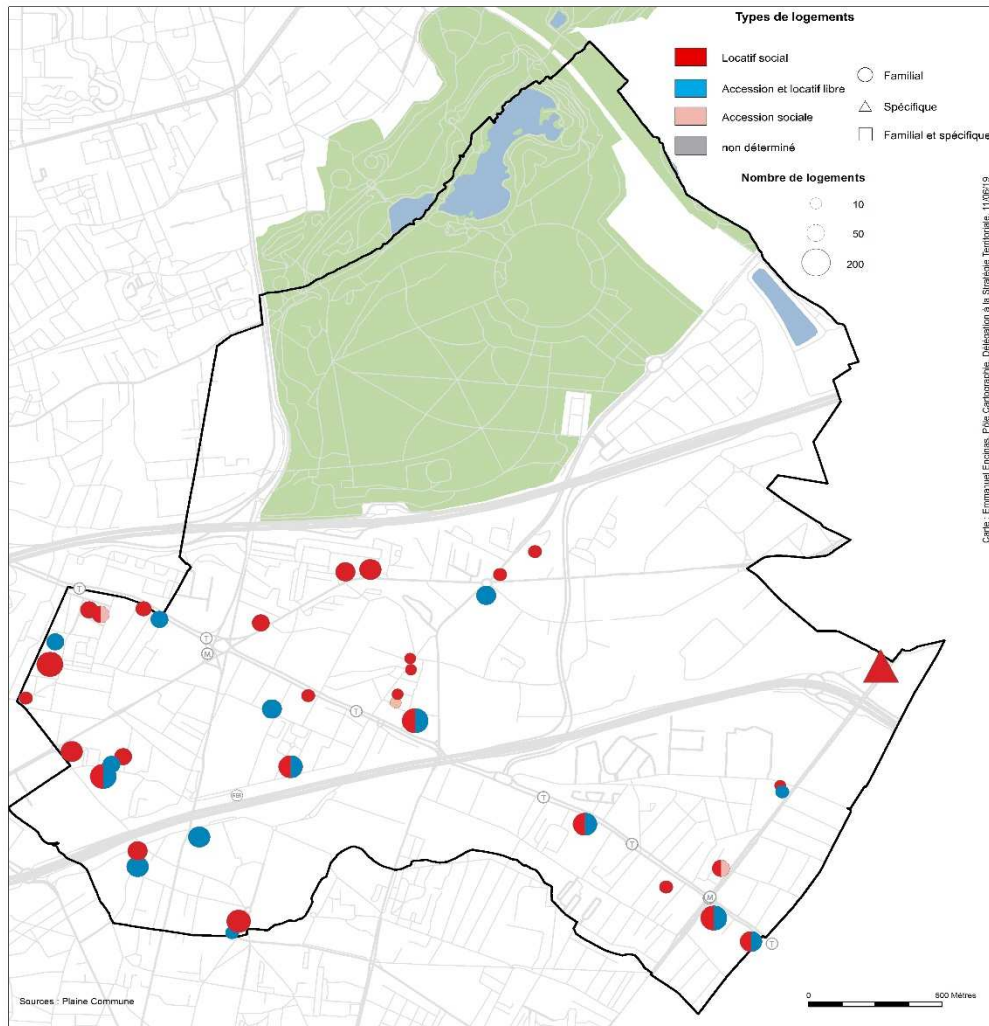 Types de logements
Locatif social
Accession et locatif libre
Accession sociale
non déterminé
Familial
Spécifique
Familial et spécifique
Nombre de logements
10
50
200
Carte : Emmanuel Encinas, Pôle Cartographie, Délégation à la Stratégie Territoriale, 11/06/19
T
T
M
T
T
T
M
T
Sources : Plaine Commune
0
500 Mètres